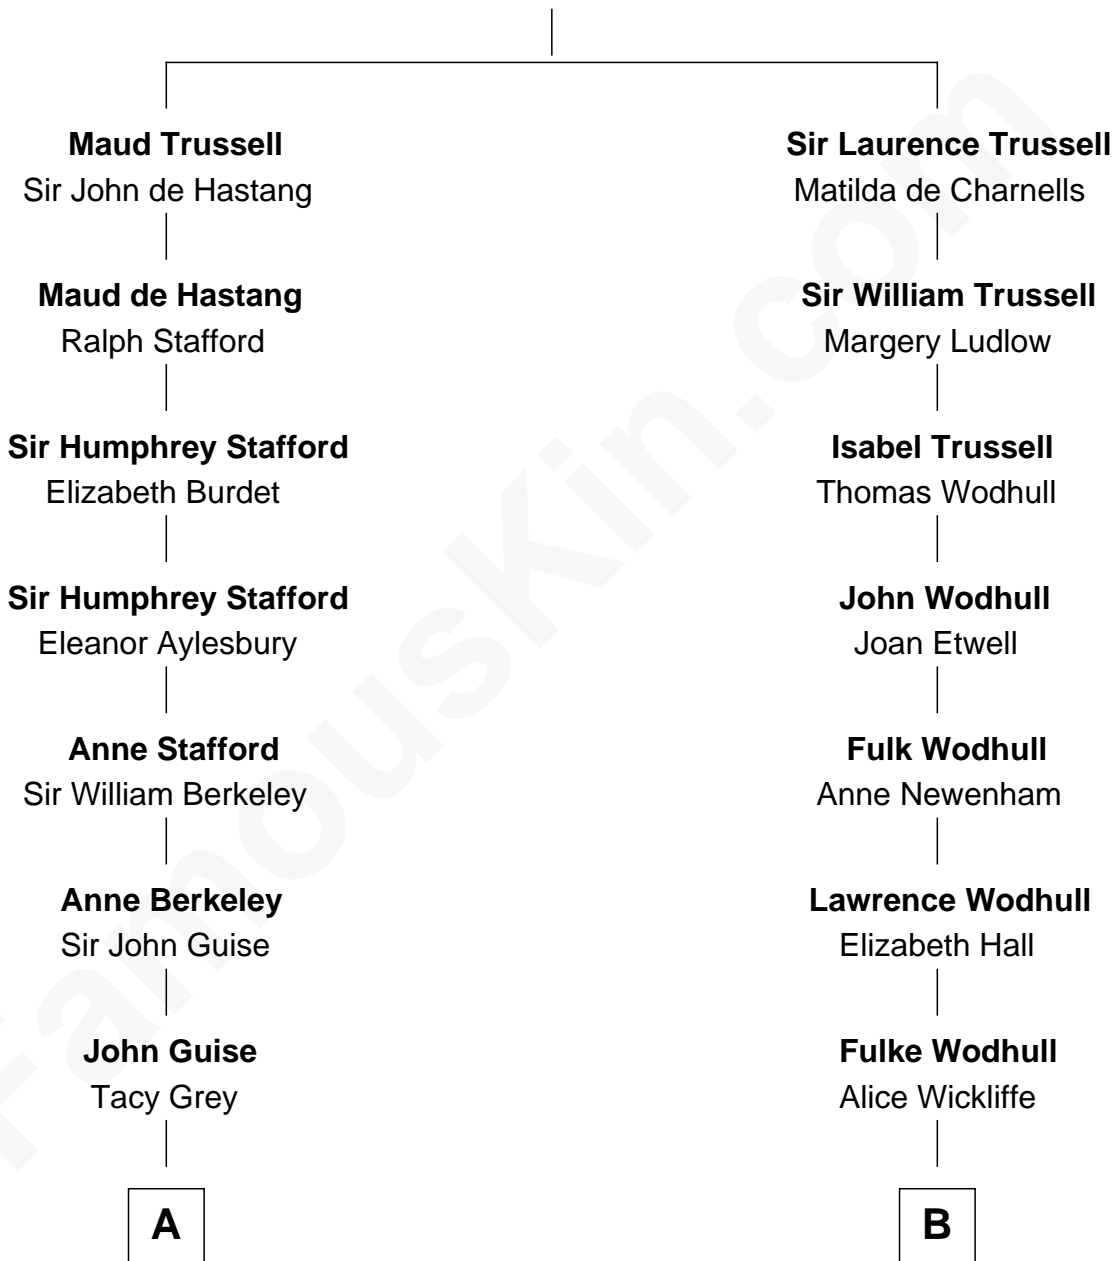 Maud Trussell
Sir John de Hastang
Maud de Hastang
Ralph Stafford
Sir Humphrey Stafford
Elizabeth Burdet
Sir Humphrey Stafford
Eleanor Aylesbury
Anne Stafford
Sir William Berkeley
Anne Berkeley
Sir John Guise
John Guise
Tacy Grey
A
Sir Laurence Trussell
Matilda de Charnells
Sir William Trussell
Margery Ludlow
Isabel Trussell
Thomas Wodhull
John Wodhull
Joan Etwell
Fulk Wodhull
Anne Newenham
Lawrence Wodhull
Elizabeth Hall
Fulke Wodhull
Alice Wickliffe
B
FamousKin.com